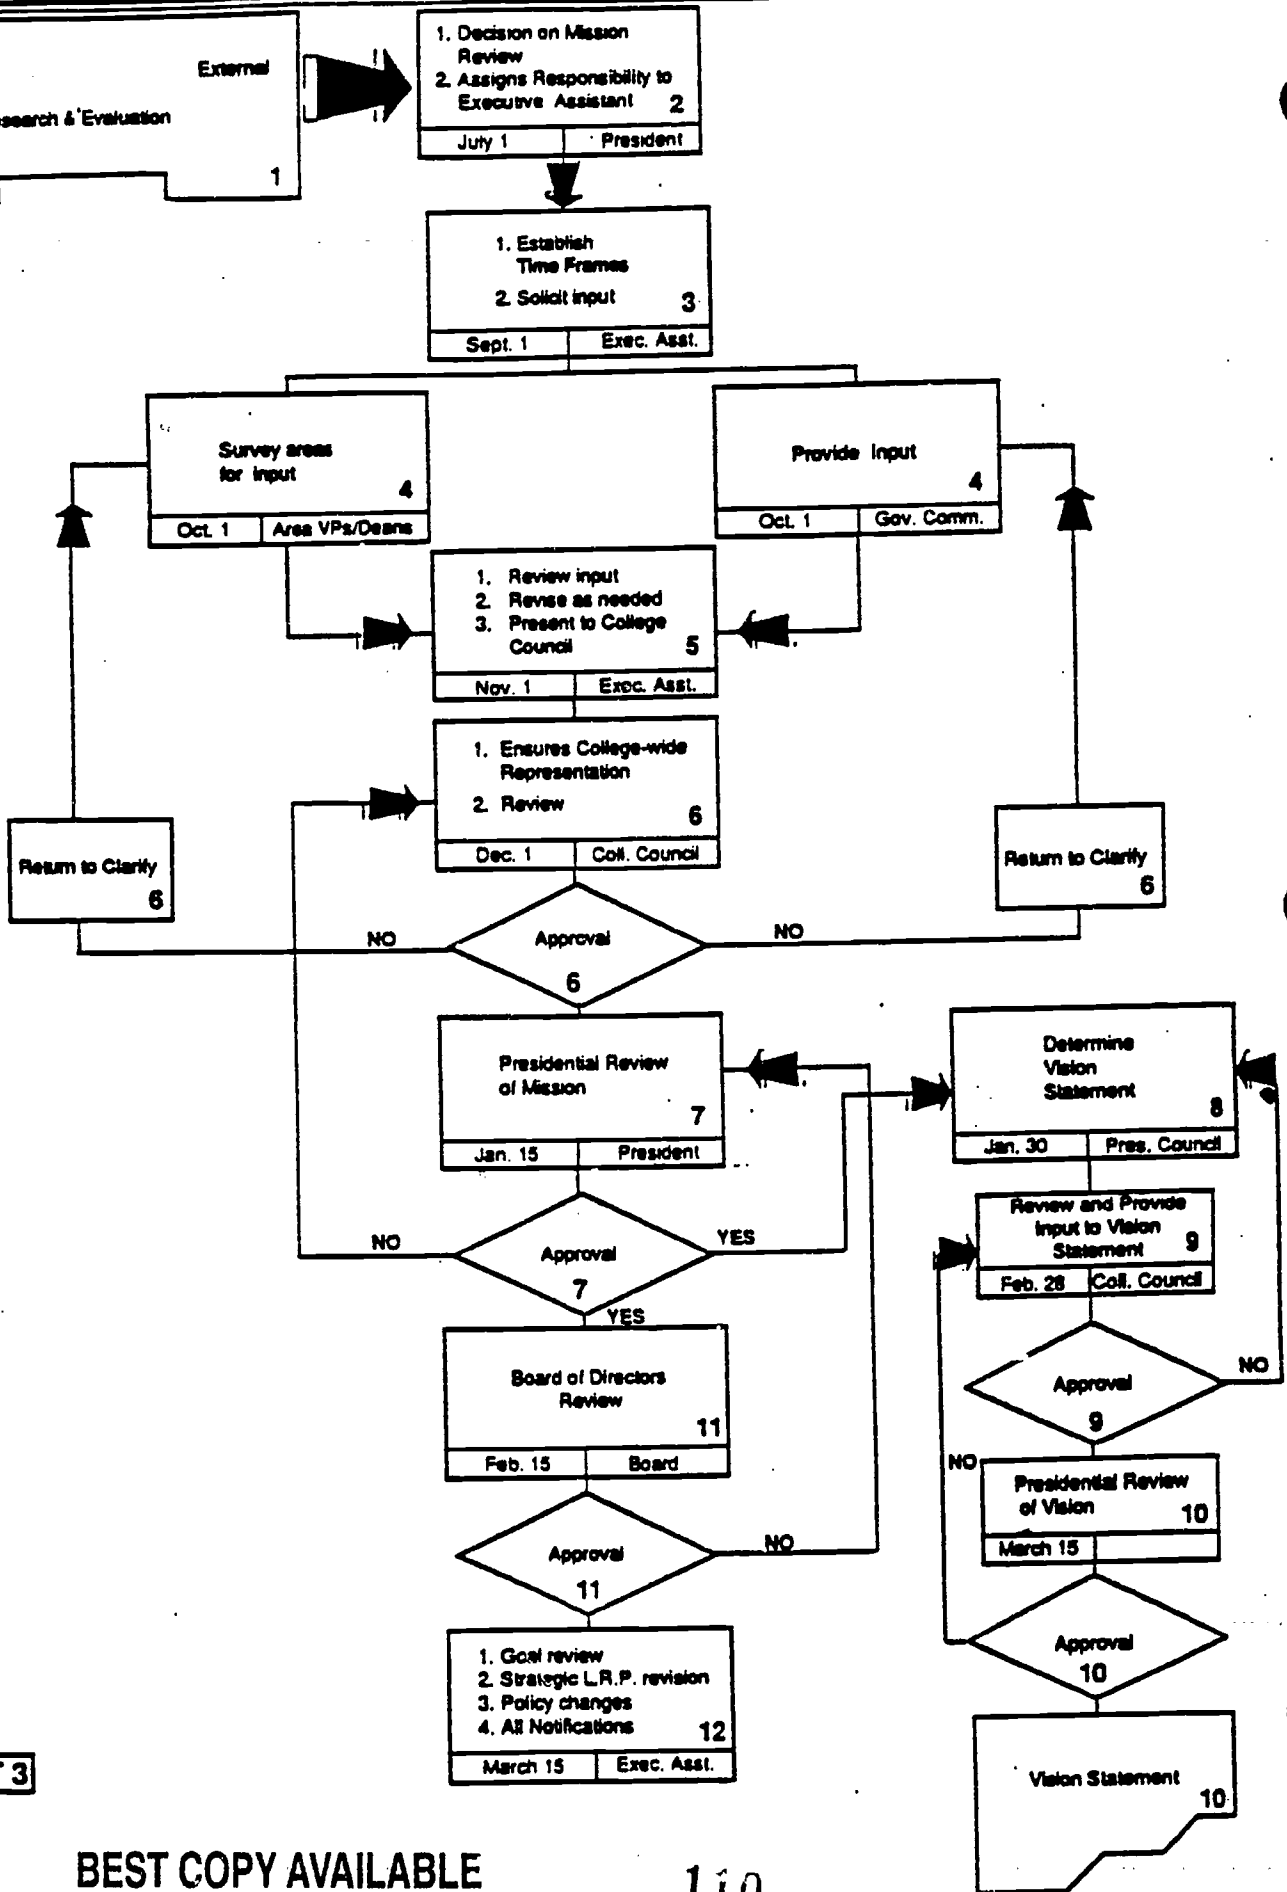 External
& Evaluation
1
1. Decision on Mission
Review
2. Assigns Responsibility to
Executive Assistant 2
July 1 President
1. Establish
Time Frames
2. Solicit input 3
Sept. 1 Exec. Asst.
Survey areas
for input
4
Oct. 1 Area VPs/Deans
Provide Input
4
Oct. 1 Gov. Comm.
1. Review input
2. Revise as needed
3. Present to College
Council 5
Nov. 1 Exec. Asst.
1. Ensures College-wide
Representation
2. Review 6
Dec. 1 Coll. Council
Return to Clarify
6
Return to Clarify
6
NO
Approval
6
NO
Presidential Review
of Mission
7
Jan. 15 President
Determine
Vision
Statement
8
Jan. 30 Pres. Council
NO
Approval
7
YES
YES
Review and Provide
Input to Vision
Statement 9
Feb. 28 Coll. Council
Board of Directors
Review
11
Feb. 15 Board
Approval
9
NO
NO
Presidential Review
of Vision
10
March 15
Approval
11
NO
Approval
10
1. Goal review
2. Strategic L.R.P. revision
3. Policy changes
4. All Notifications 12
March 15 Exec. Asst.
Vision Statement
10
3
BEST COPY AVAILABLE
110